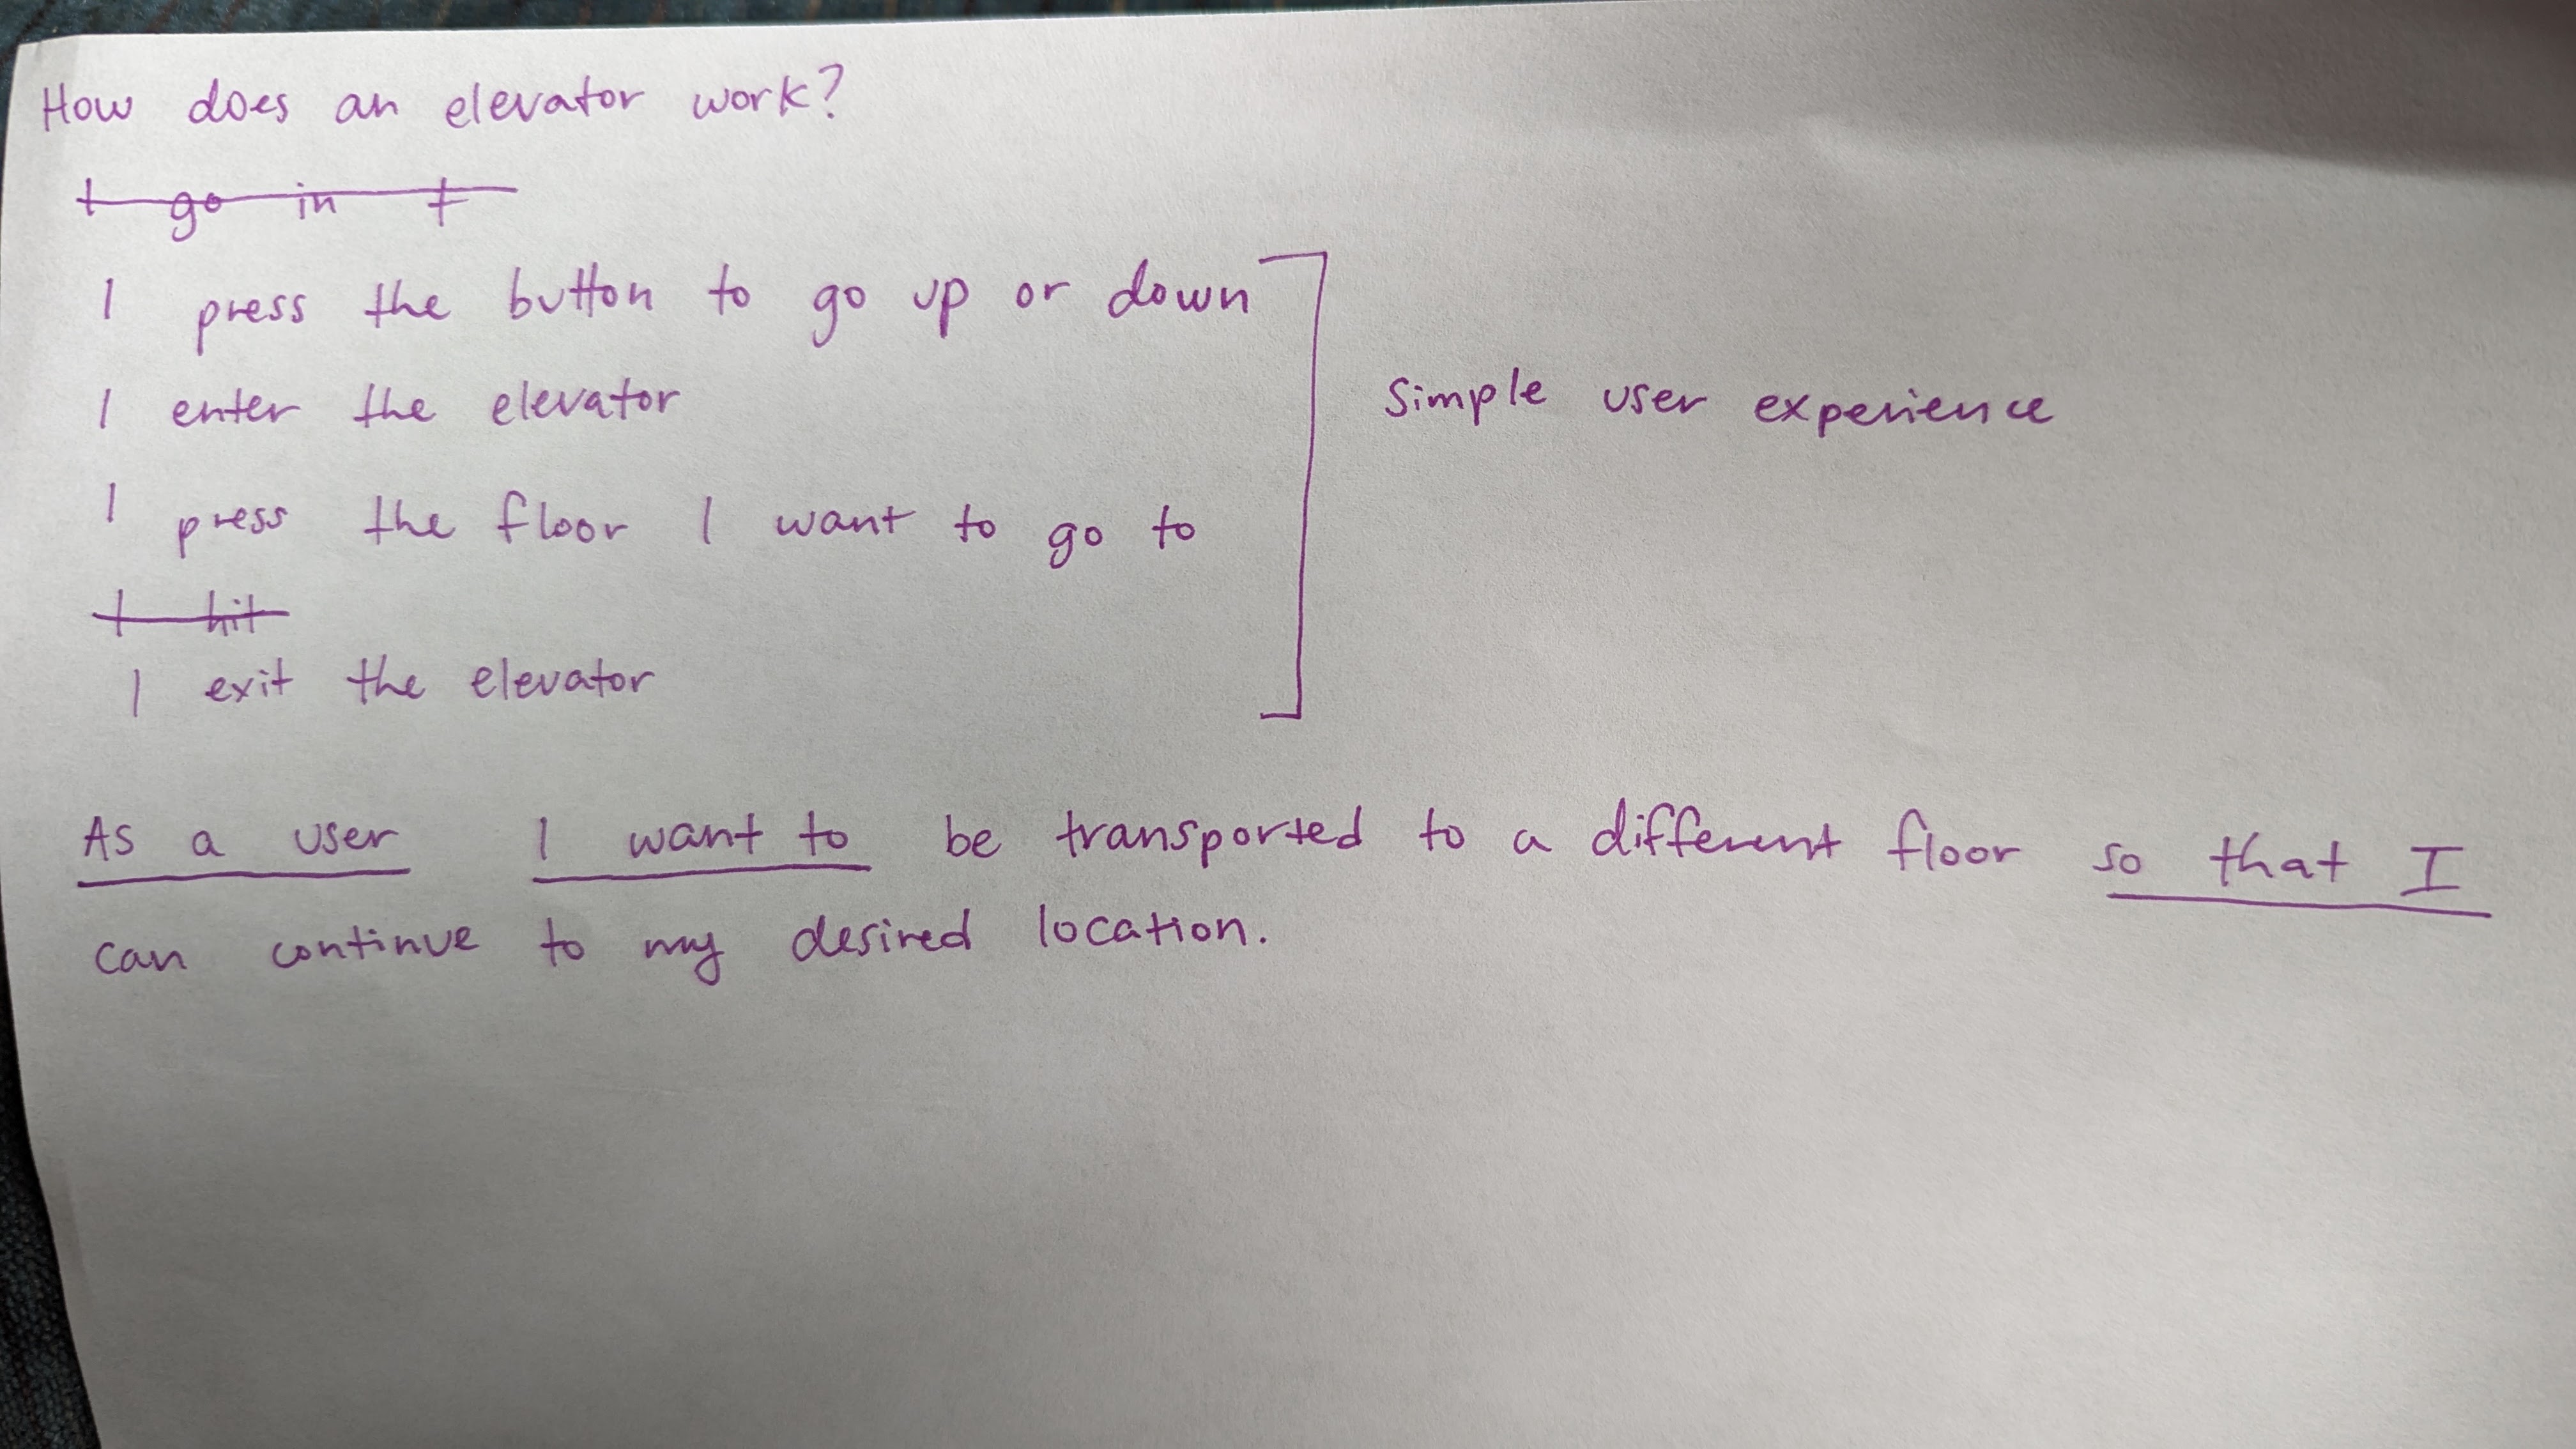 How does an elevator work?
I go in t
I press the button to go up or down
I enter the elevator
Simple user experience
I press the floor I want to go to
I hit
I exit the elevator
As a user I want to be transported to a different floor so that I
can continue to my desired location.